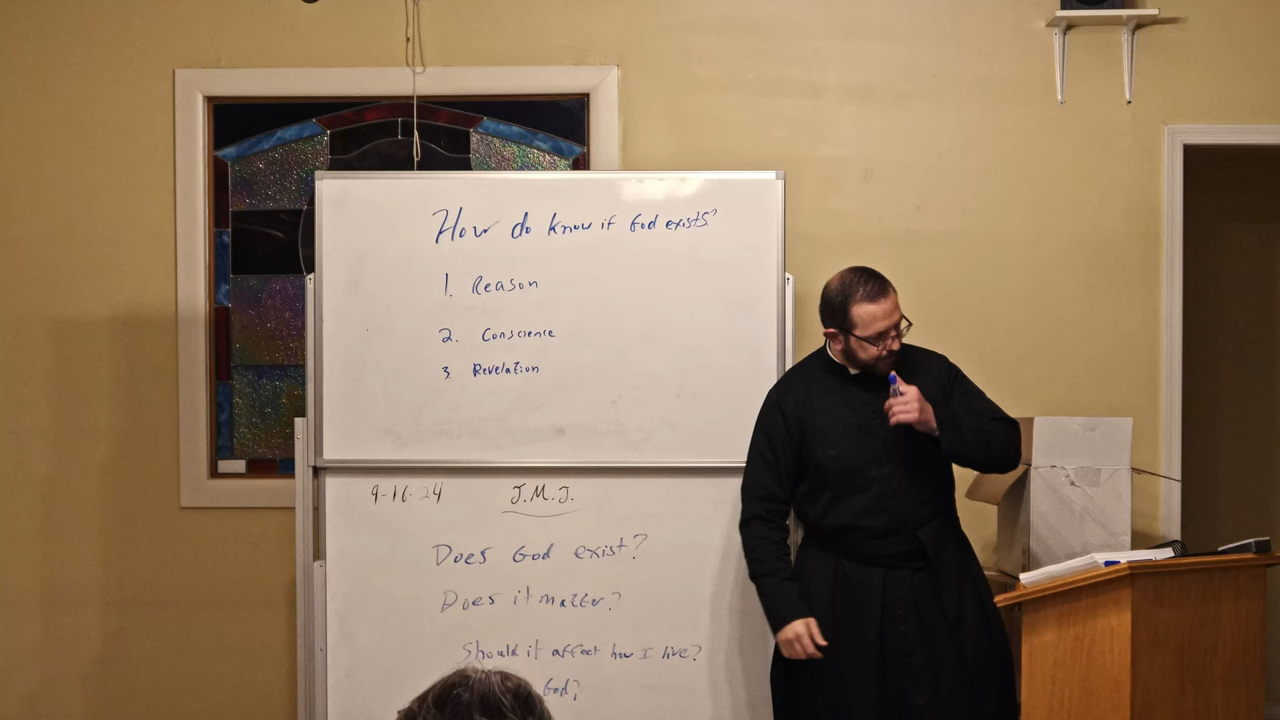 How do know if God exists?
1. Reason
2. Conscience
3. Revelation
9-16-24 J.M.J.
Does God exist?
Does it matter?
Should it affect how I live?
God?